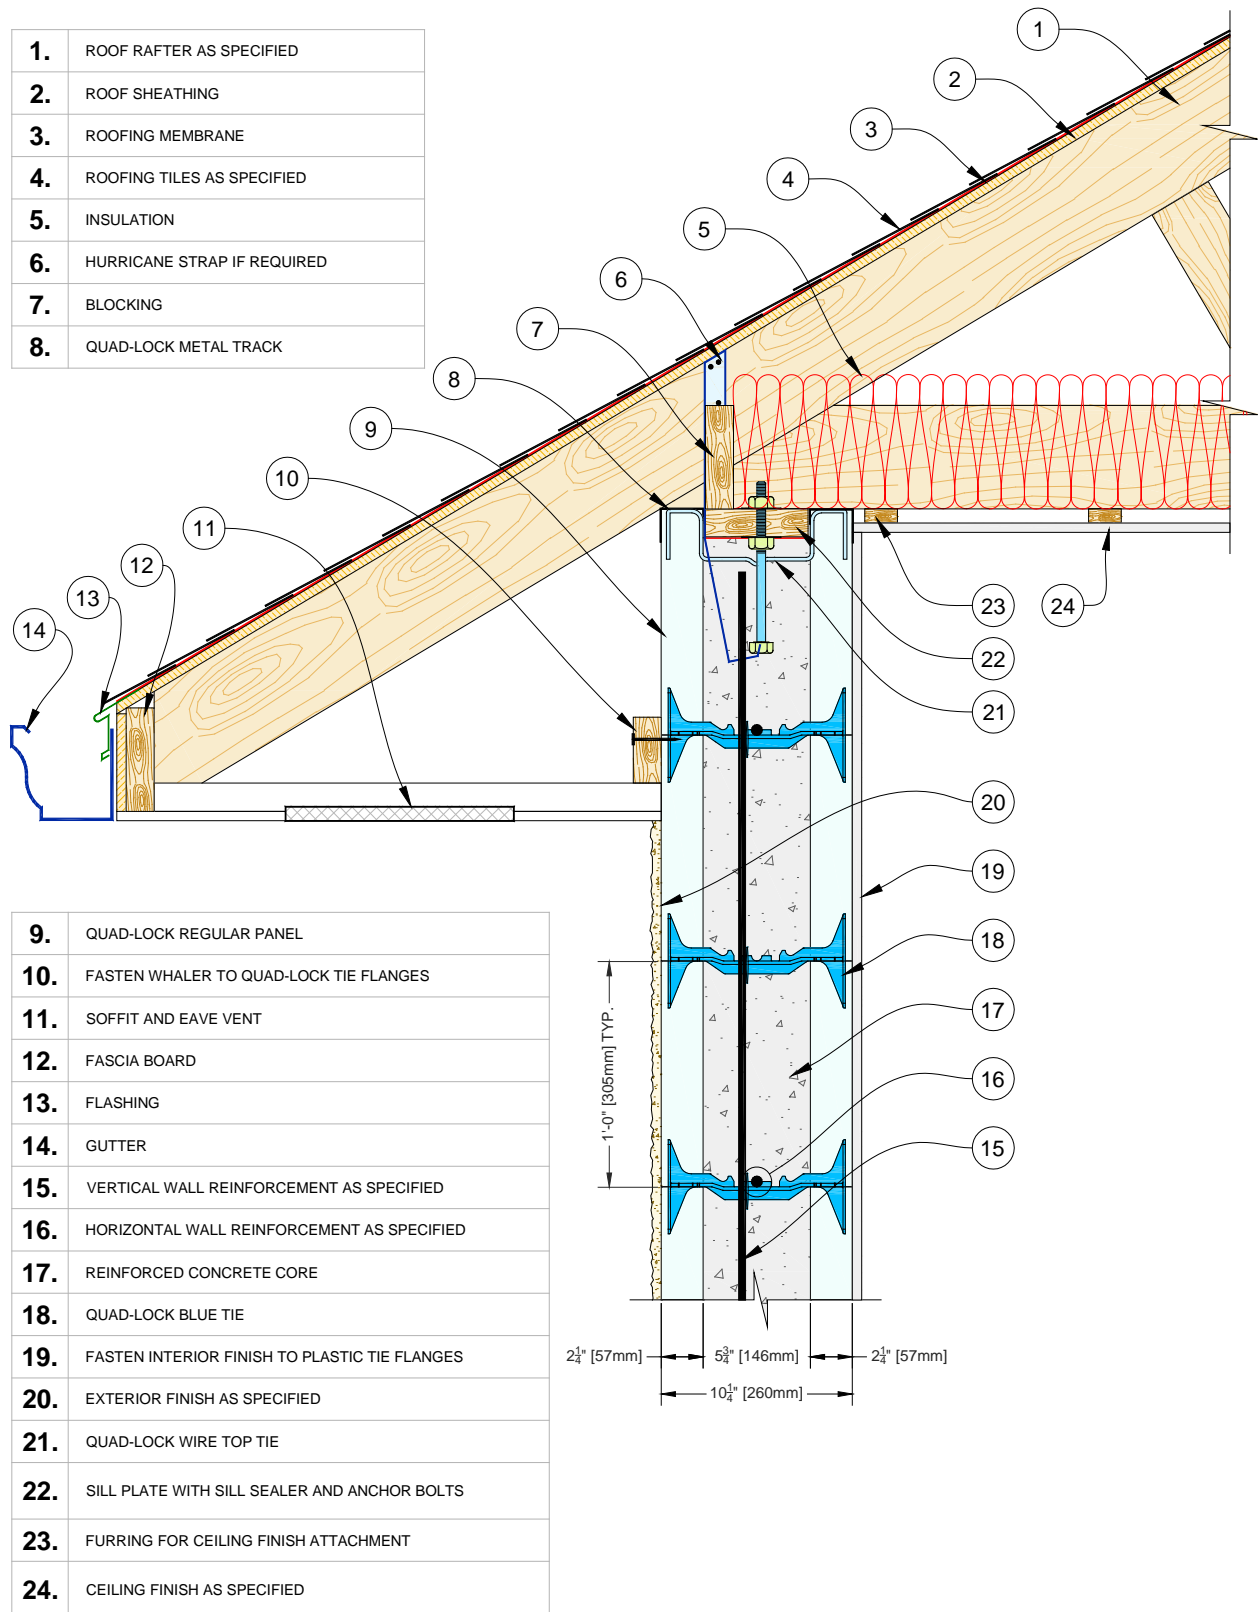 1. ROOF RAFTER AS SPECIFIED
2. ROOF SHEATHING
3. ROOFING MEMBRANE
4. ROOFING TILES AS SPECIFIED
5. INSULATION
6. HURRICANE STRAP IF REQUIRED
7. BLOCKING
8. QUAD-LOCK METAL TRACK
1
2
3
4
5
6
7
8
9
10
11
12
13
14
23
24
22
21
20
19
18
17
16
15
1'-0" [305mm] TYP.
2¼" [57mm]
5¾" [146mm]
2¼" [57mm]
10¼" [260mm]
9. QUAD-LOCK REGULAR PANEL
10. FASTEN WHALER TO QUAD-LOCK TIE FLANGES
11. SOFFIT AND EAVE VENT
12. FASCIA BOARD
13. FLASHING
14. GUTTER
15. VERTICAL WALL REINFORCEMENT AS SPECIFIED
16. HORIZONTAL WALL REINFORCEMENT AS SPECIFIED
17. REINFORCED CONCRETE CORE
18. QUAD-LOCK BLUE TIE
19. FASTEN INTERIOR FINISH TO PLASTIC TIE FLANGES
20. EXTERIOR FINISH AS SPECIFIED
21. QUAD-LOCK WIRE TOP TIE
22. SILL PLATE WITH SILL SEALER AND ANCHOR BOLTS
23. FURRING FOR CEILING FINISH ATTACHMENT
24. CEILING FINISH AS SPECIFIED